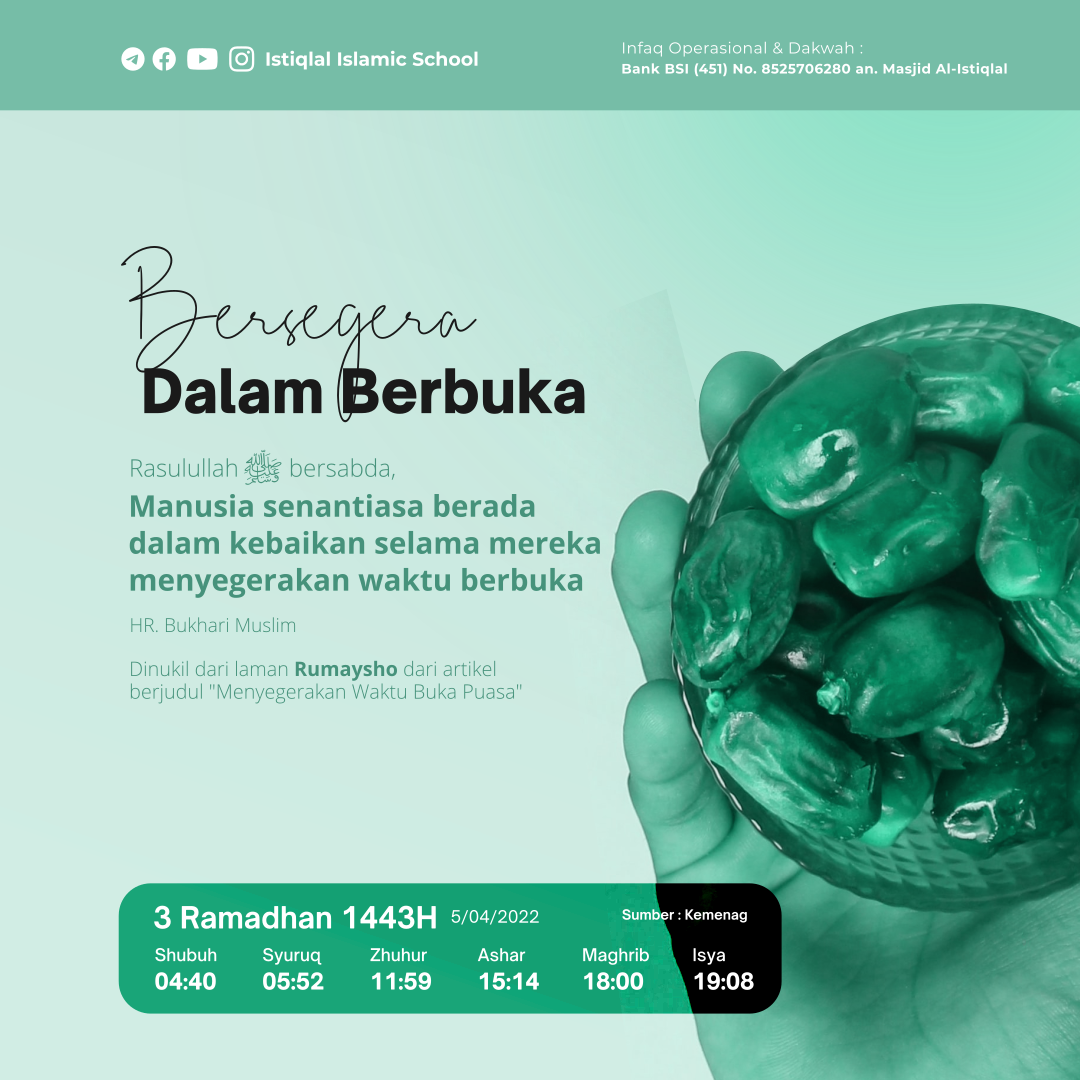 Istiqlal Islamic School
Infaq Operasional & Dakwah :
Bank BSI (451) No. 8525706280 an. Masjid Al-Istiqlal
Bersegera
Dalam Berbuka
Rasulullah ﷺ bersabda,
Manusia senantiasa berada
dalam kebaikan selama mereka
menyegerakan waktu berbuka
HR. Bukhari Muslim
Dinukil dari laman Rumaysho dari artikel
berjudul "Menyegerakan Waktu Buka Puasa"
3 Ramadhan 1443H 5/04/2022 Sumber : Kemenag
Shubuh Syuruq Zhuhur Ashar Maghrib Isya
04:40 05:52 11:59 15:14 18:00 19:08